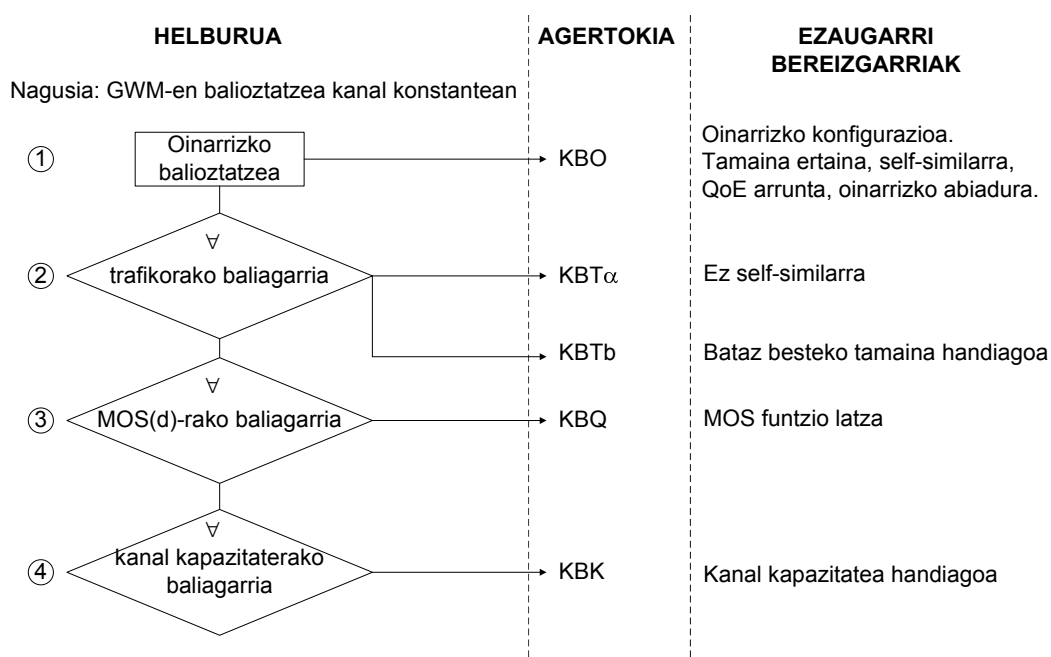 HELBURUA
AGERTOKIA
EZAUGARRI
BEREIZGARRIAK
Nagusia: GWM-en balioztatzea kanal konstantean
1
Oinarrizko
balioztatzea
KBO
Oinarrizko konfigurazioa.
Tamaina ertaina, self-similarra,
QoE arrunta, oinarrizko abiadura.
2
∀
trafikorako baliagarria
KBTα
Ez self-similarra
KBTb
Bataz besteko tamaina handiagoa
3
∀
MOS(d)-rako baliagarria
KBQ
MOS funtzio latza
4
∀
kanal kapazitaterako
baliagarria
KBK
Kanal kapazitatea handiagoa